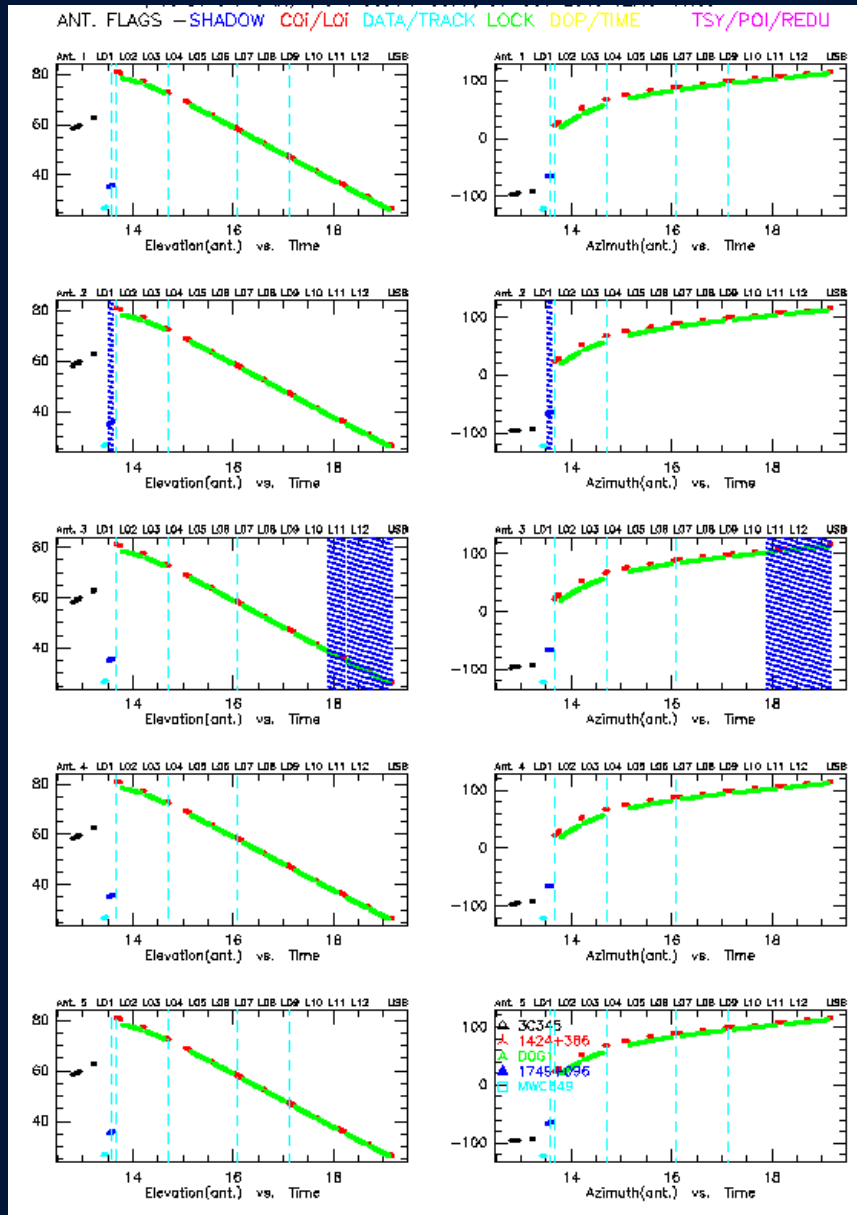 ANT. FLAGS - SHADOW COi/LOi DATA/TRACK LOCK DOP/TIME TSY/POI/REDU
Ant. 1 L01 L02 L03 L04 L05 L06 L07 L08 L09 L10 L11 L12 USB
80
60
40
14 16 18
Elevation(ant.) vs. Time
Ant. 1 L01 L02 L03 L04 L05 L06 L07 L08 L09 L10 L11 L12 USB
100
0
-100
14 16 18
Azimuth(ant.) vs. Time
Ant. 2 L01 L02 L03 L04 L05 L06 L07 L08 L09 L10 L11 L12 USB
80
60
40
14 16 18
Elevation(ant.) vs. Time
Ant. 2 L01 L02 L03 L04 L05 L06 L07 L08 L09 L10 L11 L12 USB
100
0
-100
14 16 18
Azimuth(ant.) vs. Time
Ant. 3 L01 L02 L03 L04 L05 L06 L07 L08 L09 L10 L11 L12 USB
80
60
40
14 16 18
Elevation(ant.) vs. Time
Ant. 3 L01 L02 L03 L04 L05 L06 L07 L08 L09 L10 L11 L12 USB
100
0
-100
14 16 18
Azimuth(ant.) vs. Time
Ant. 4 L01 L02 L03 L04 L05 L06 L07 L08 L09 L10 L11 L12 USB
80
60
40
14 16 18
Elevation(ant.) vs. Time
Ant. 4 L01 L02 L03 L04 L05 L06 L07 L08 L09 L10 L11 L12 USB
100
0
-100
14 16 18
Azimuth(ant.) vs. Time
Ant. 5 L01 L02 L03 L04 L05 L06 L07 L08 L09 L10 L11 L12 USB
80
60
40
14 16 18
Elevation(ant.) vs. Time
Ant. 5 L01 L02 L03 L04 L05 L06 L07 L08 L09 L10 L11 L12 USB
100
0
-100
3C345
1424+386
DOG1
1749+096
MWC349
14 16 18
Azimuth(ant.) vs. Time